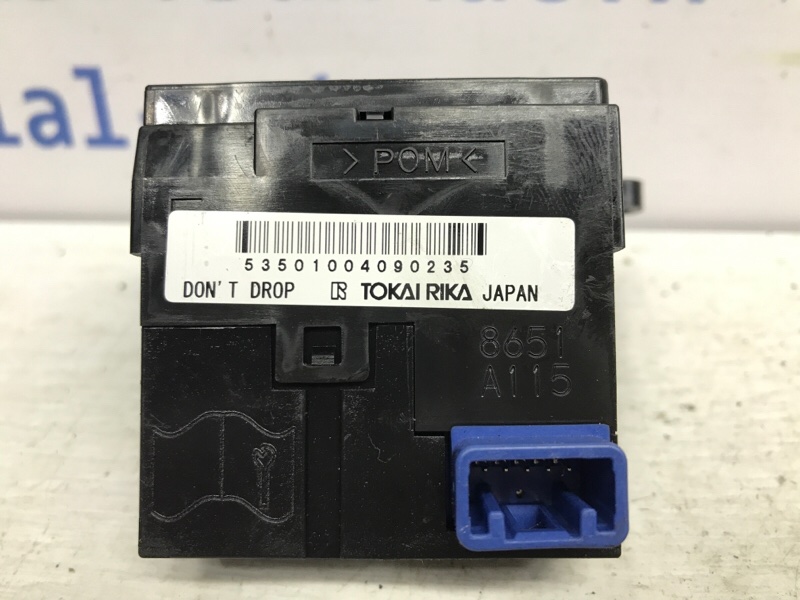 >POM<
53501004090235
DON'T DROP TOKAI RIKA JAPAN
8651
A115